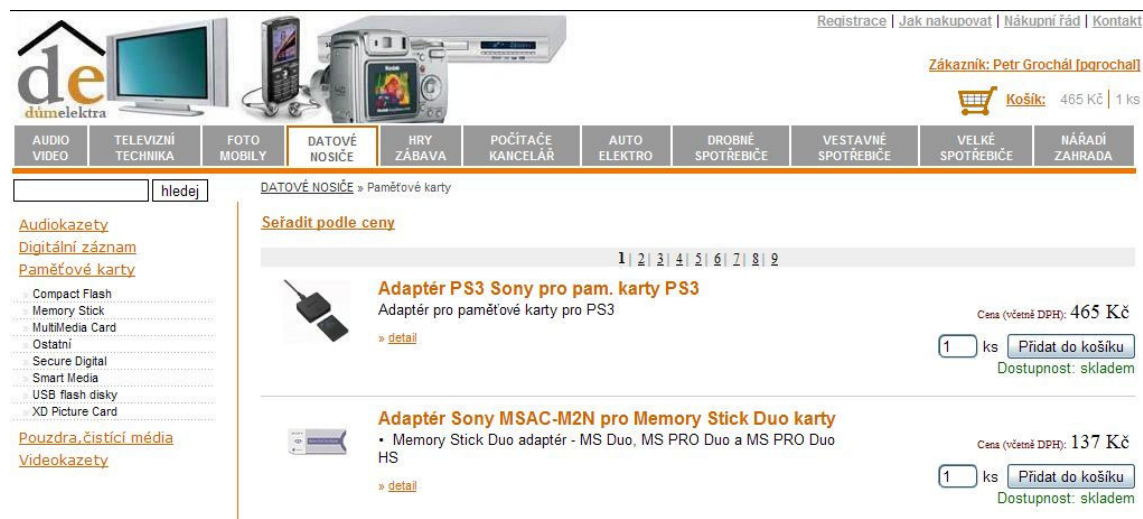 Registrace | Jak nakupovat | Nákupní řád | Kontakt
de
důmelektra
Zákazník: Petr Grochál [pgrochal]
Košík: 465 Kč | 1 ks
AUDIO VIDEO
TELEVIZNÍ TECHNIKA
FOTO MOBILY
DATOVÉ NOSIČE
HRY ZÁBAVA
POČÍTAČE KANCELÁŘ
AUTO ELEKTRO
DROBNÉ SPOTŘEBIČE
VESTAVNÉ SPOTŘEBIČE
VELKÉ SPOTŘEBIČE
NÁŘADÍ ZAHRADA
hledej
Audiokazety
Digitální záznam
Paměťové karty
» Compact Flash
» Memory Stick
» MultiMedia Card
» Ostatní
» Secure Digital
» Smart Media
» USB flash disky
» XD Picture Card
Pouzdra,čistící média
Videokazety
DATOVÉ NOSIČE » Paměťové karty
Seřadit podle ceny
1| 2| 3| 4| 5| 6| 7| 8| 9
Adaptér PS3 Sony pro pam. karty PS3
Adaptér pro paměťové karty pro PS3
» detail
Cena (včetně DPH): 465 Kč
1 ks Přidat do košíku
Dostupnost: skladem
Adaptér Sony MSAC-M2N pro Memory Stick Duo karty
• Memory Stick Duo adaptér - MS Duo, MS PRO Duo a MS PRO Duo
HS
» detail
Cena (včetně DPH): 137 Kč
1 ks Přidat do košíku
Dostupnost: skladem